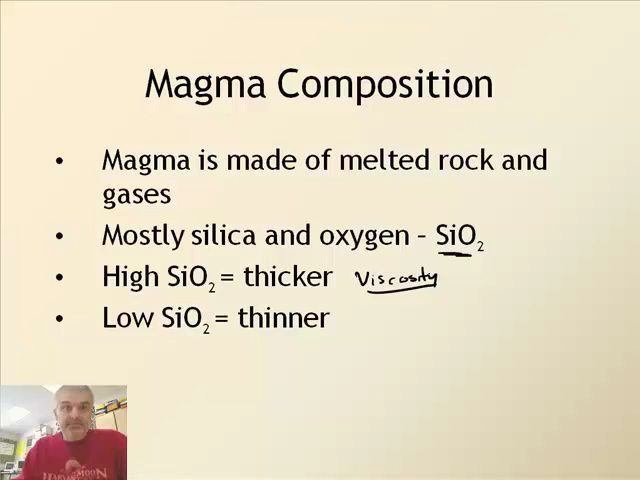 Magma Composition
• Magma is made of melted rock and
gases
• Mostly silica and oxygen – SiO₂
• High SiO₂ = thicker viscosity
• Low SiO₂ = thinner
MOON